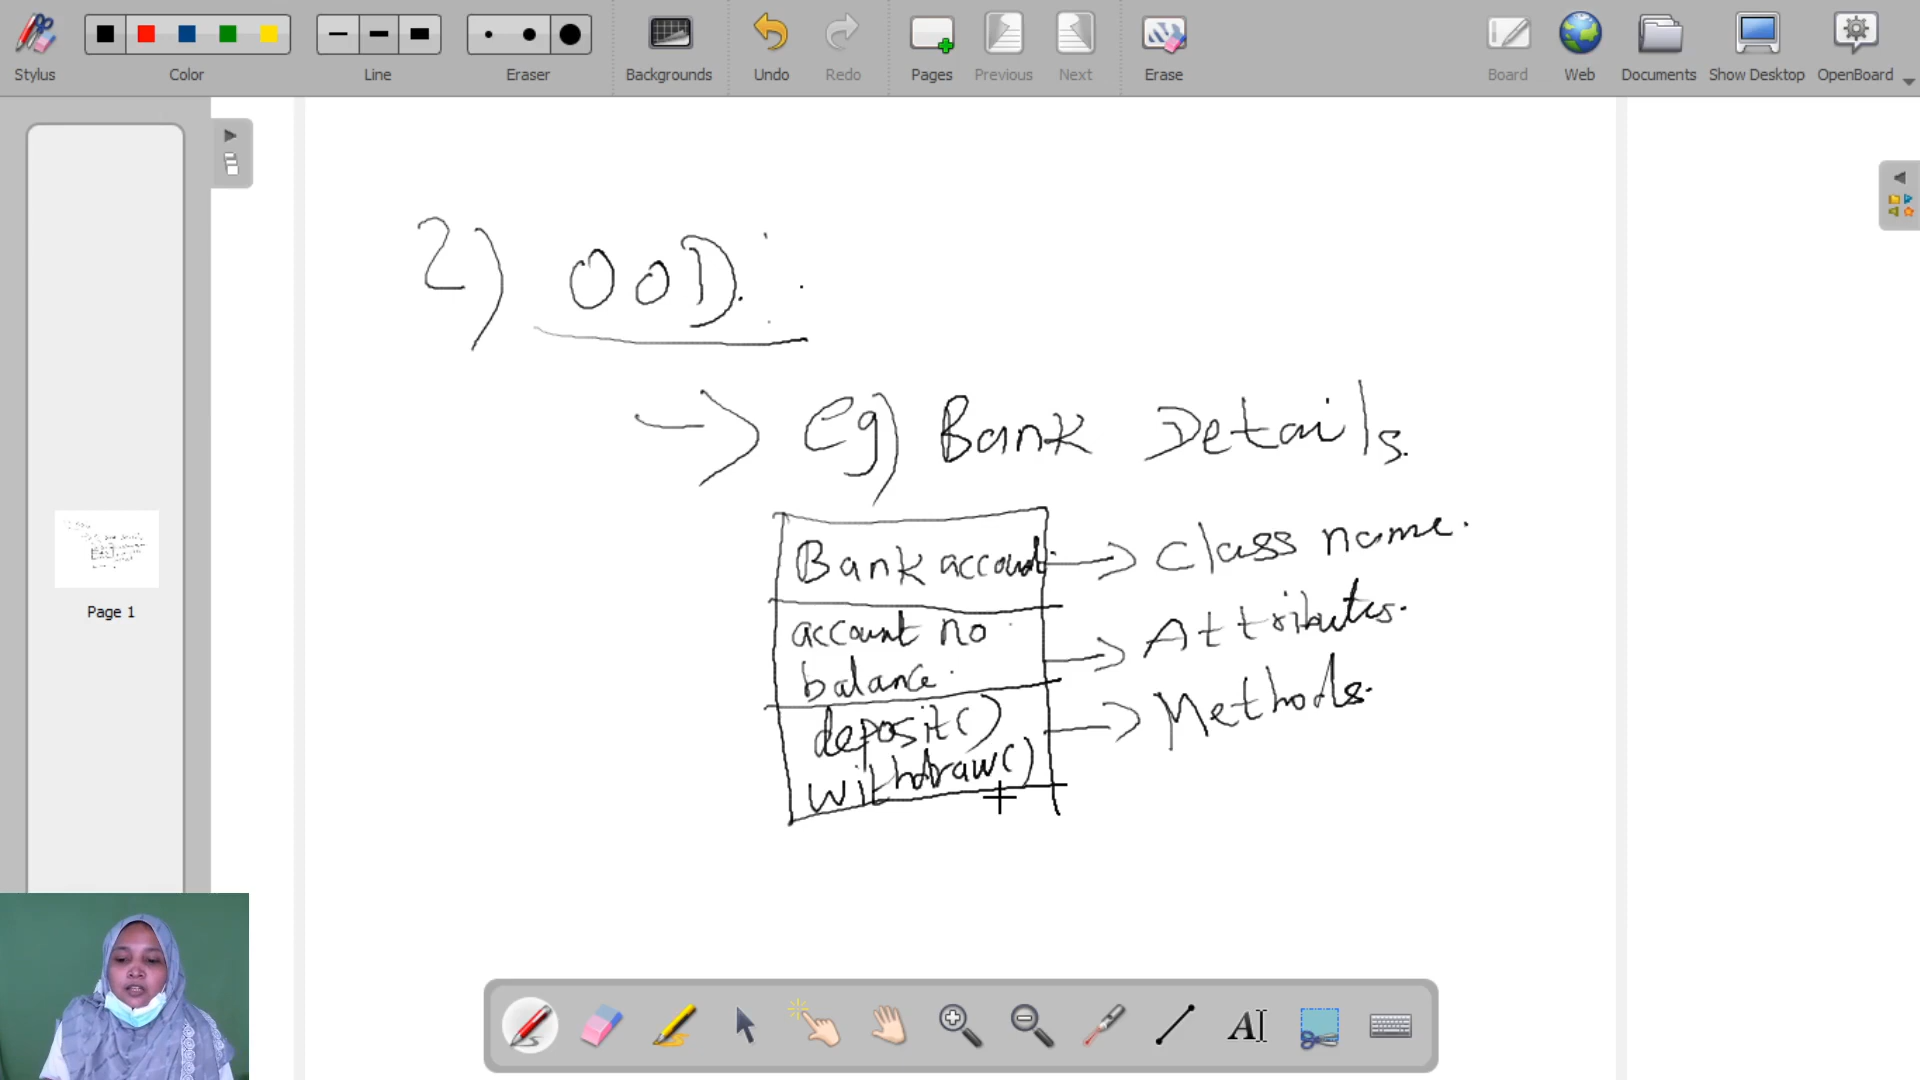 Stylus
Color
Line
Eraser
Backgrounds
Undo
Redo
Pages
Previous
Next
Erase
Board
Web
Documents
Show Desktop
OpenBoard
2) OOD:
→ Eg) Bank Details.
Bank account → Class name.
account no
balance. → Attributes.
deposit() → Methods.
withdraw()
Page 1